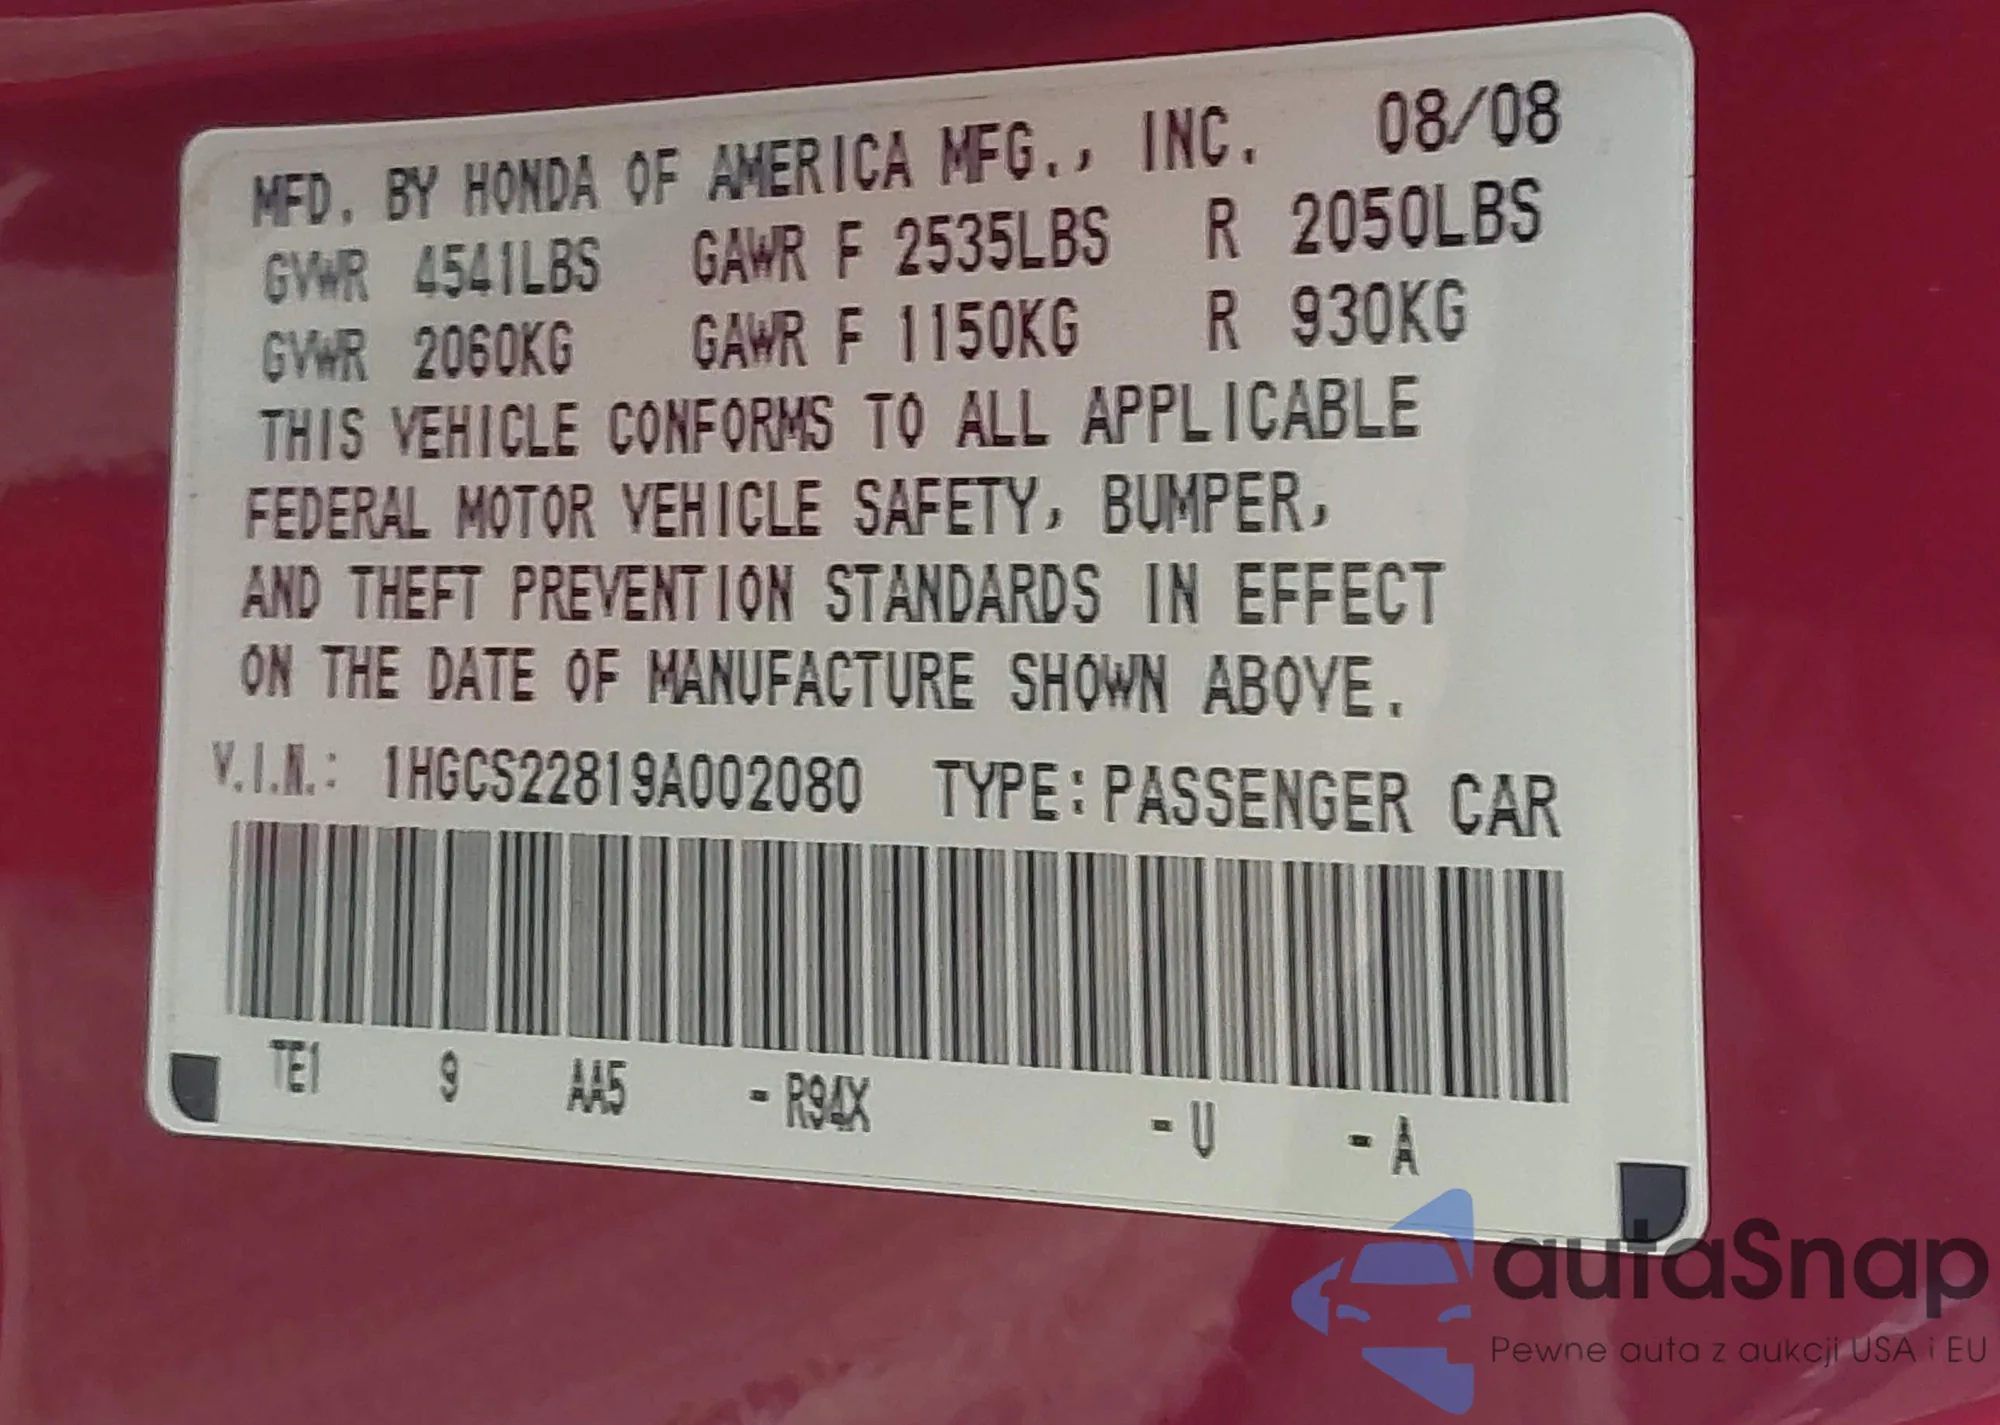 MFD. BY HONDA OF AMERICA MFG., INC. 08/08
GVWR 4541LBS GAWR F 2535LBS R 2050LBS
GVWR 2060KG GAWR F 1150KG R 930KG
THIS VEHICLE CONFORMS TO ALL APPLICABLE
FEDERAL MOTOR VEHICLE SAFETY, BUMPER,
AND THEFT PREVENTION STANDARDS IN EFFECT
ON THE DATE OF MANUFACTURE SHOWN ABOVE.
V.I.N.: 1HGCS22819A002080 TYPE:PASSENGER CAR
TE1 9 AA5 -R94X -U -A
autaSnap
Pewne auta z aukcji USA i EU